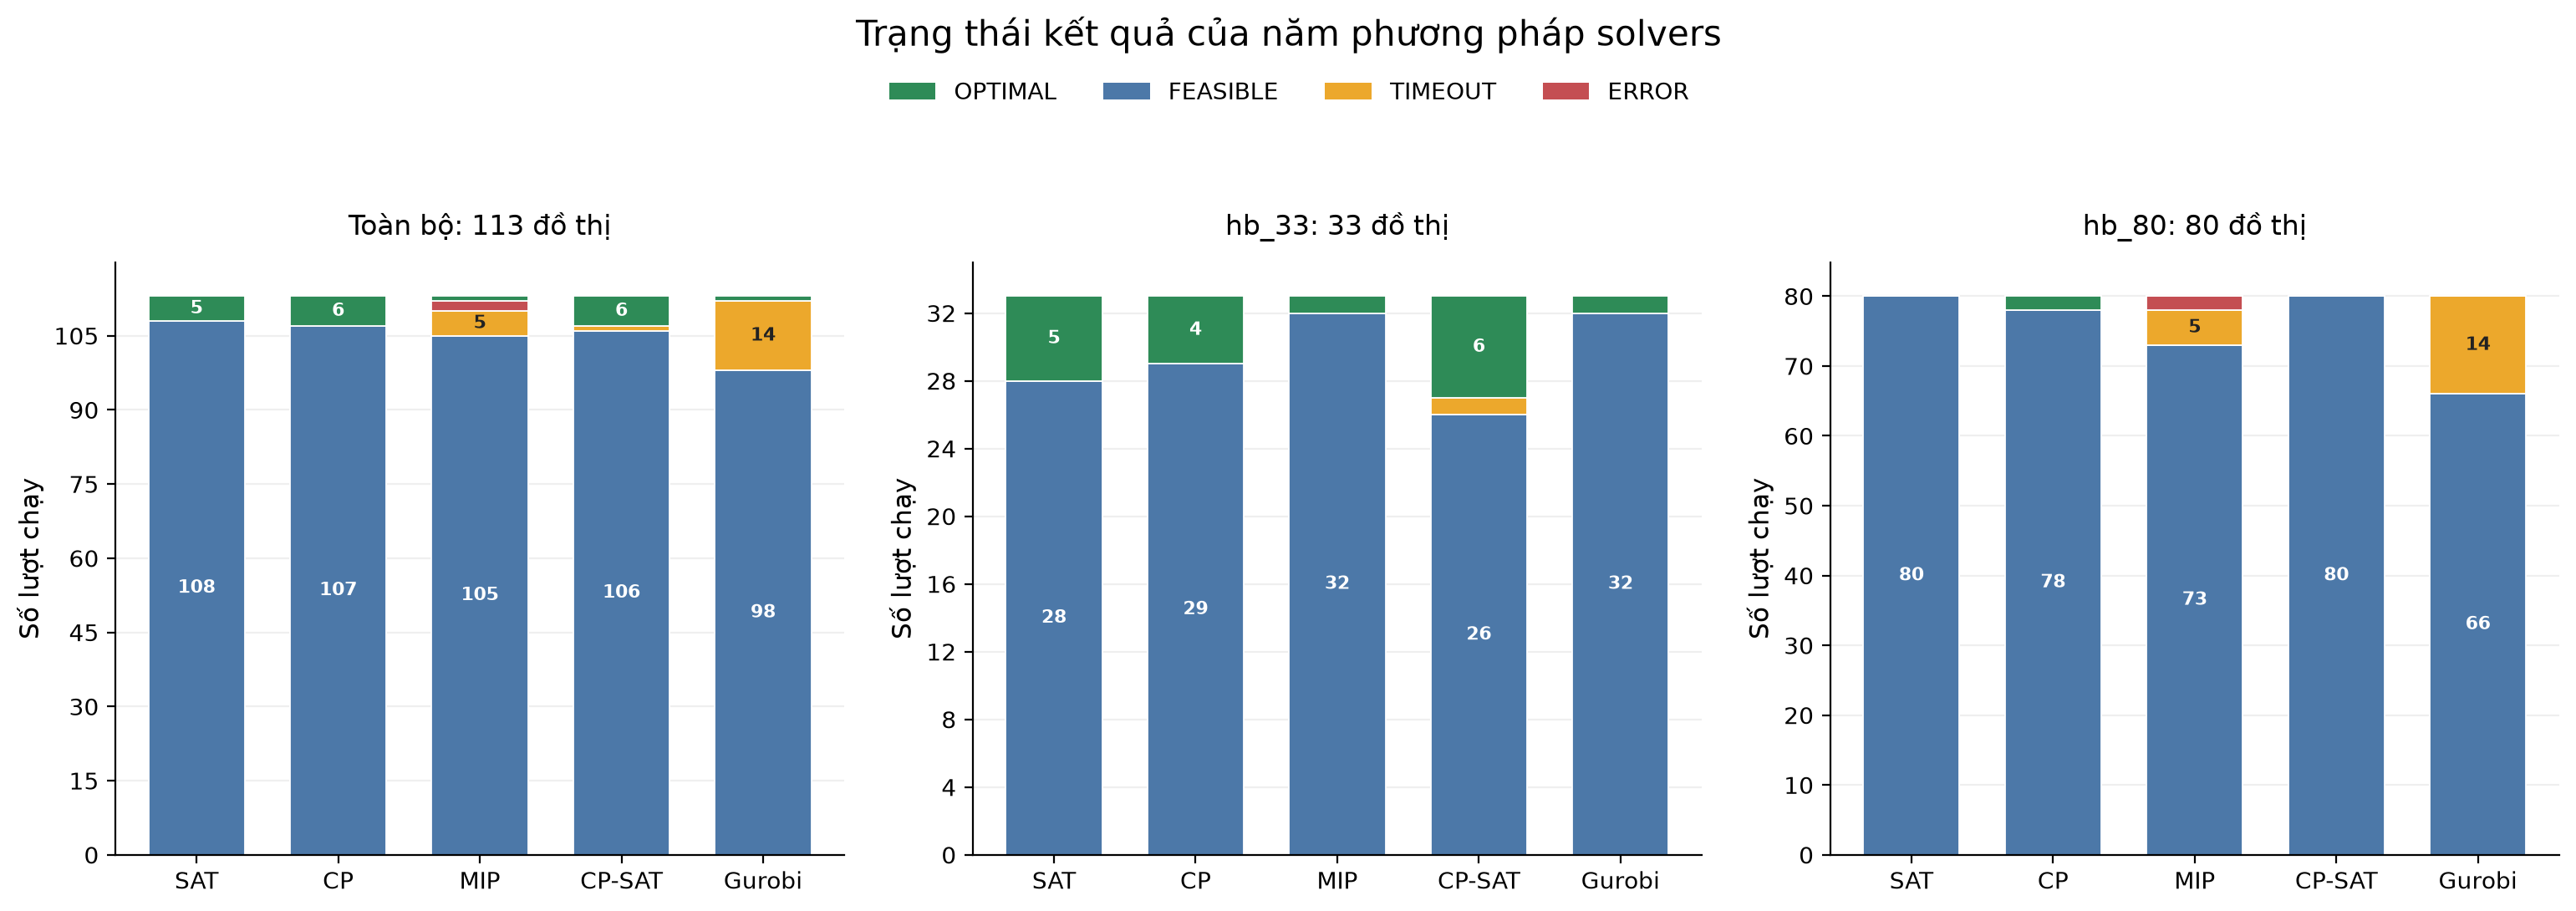 Trạng thái kết quả của năm phương pháp solvers
OPTIMAL FEASIBLE TIMEOUT ERROR
Toàn bộ: 113 đồ thị
Số lượt chạy
105
90
75
60
45
30
15
0
5 6 5 6 14
108 107 105 106 98
SAT CP MIP CP-SAT Gurobi
hb_33: 33 đồ thị
Số lượt chạy
32
28
24
20
16
12
8
4
0
5 4 6
28 29 32 26 32
SAT CP MIP CP-SAT Gurobi
hb_80: 80 đồ thị
Số lượt chạy
80
70
60
50
40
30
20
10
0
5 14
80 78 73 80 66
SAT CP MIP CP-SAT Gurobi